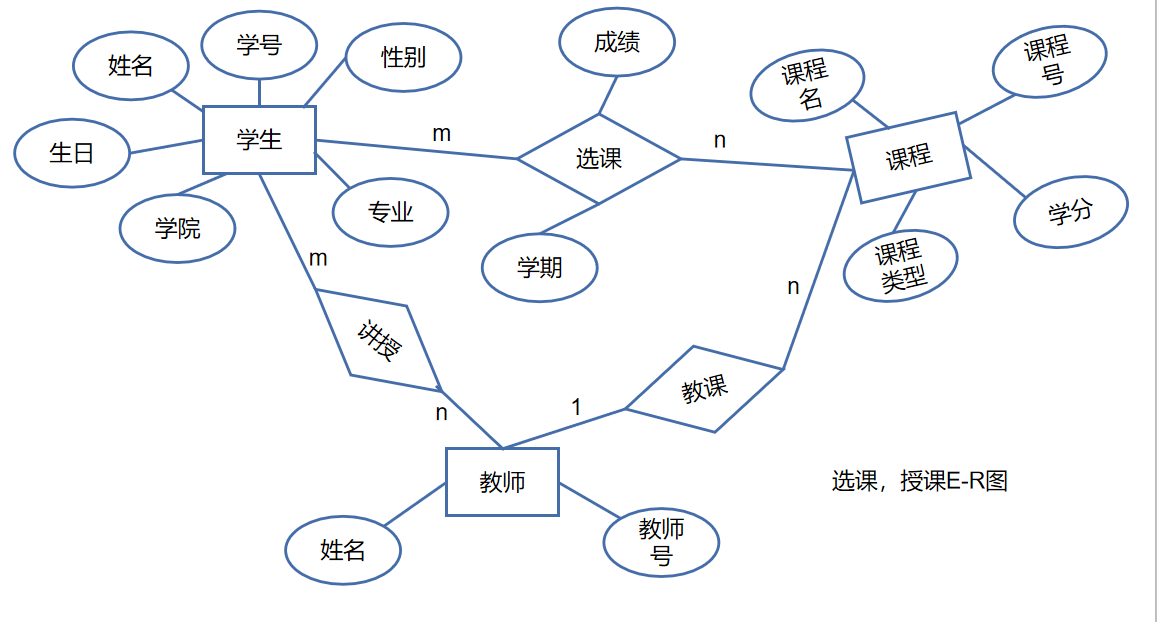 学号
姓名
性别
成绩
课程
名
课程
号
学生
m
选课
n
课程
生日
学院
专业
学期
学分
课程
类型
m
n
讲授
教课
n
1
教师
选课，授课E-R图
姓名
教师
号